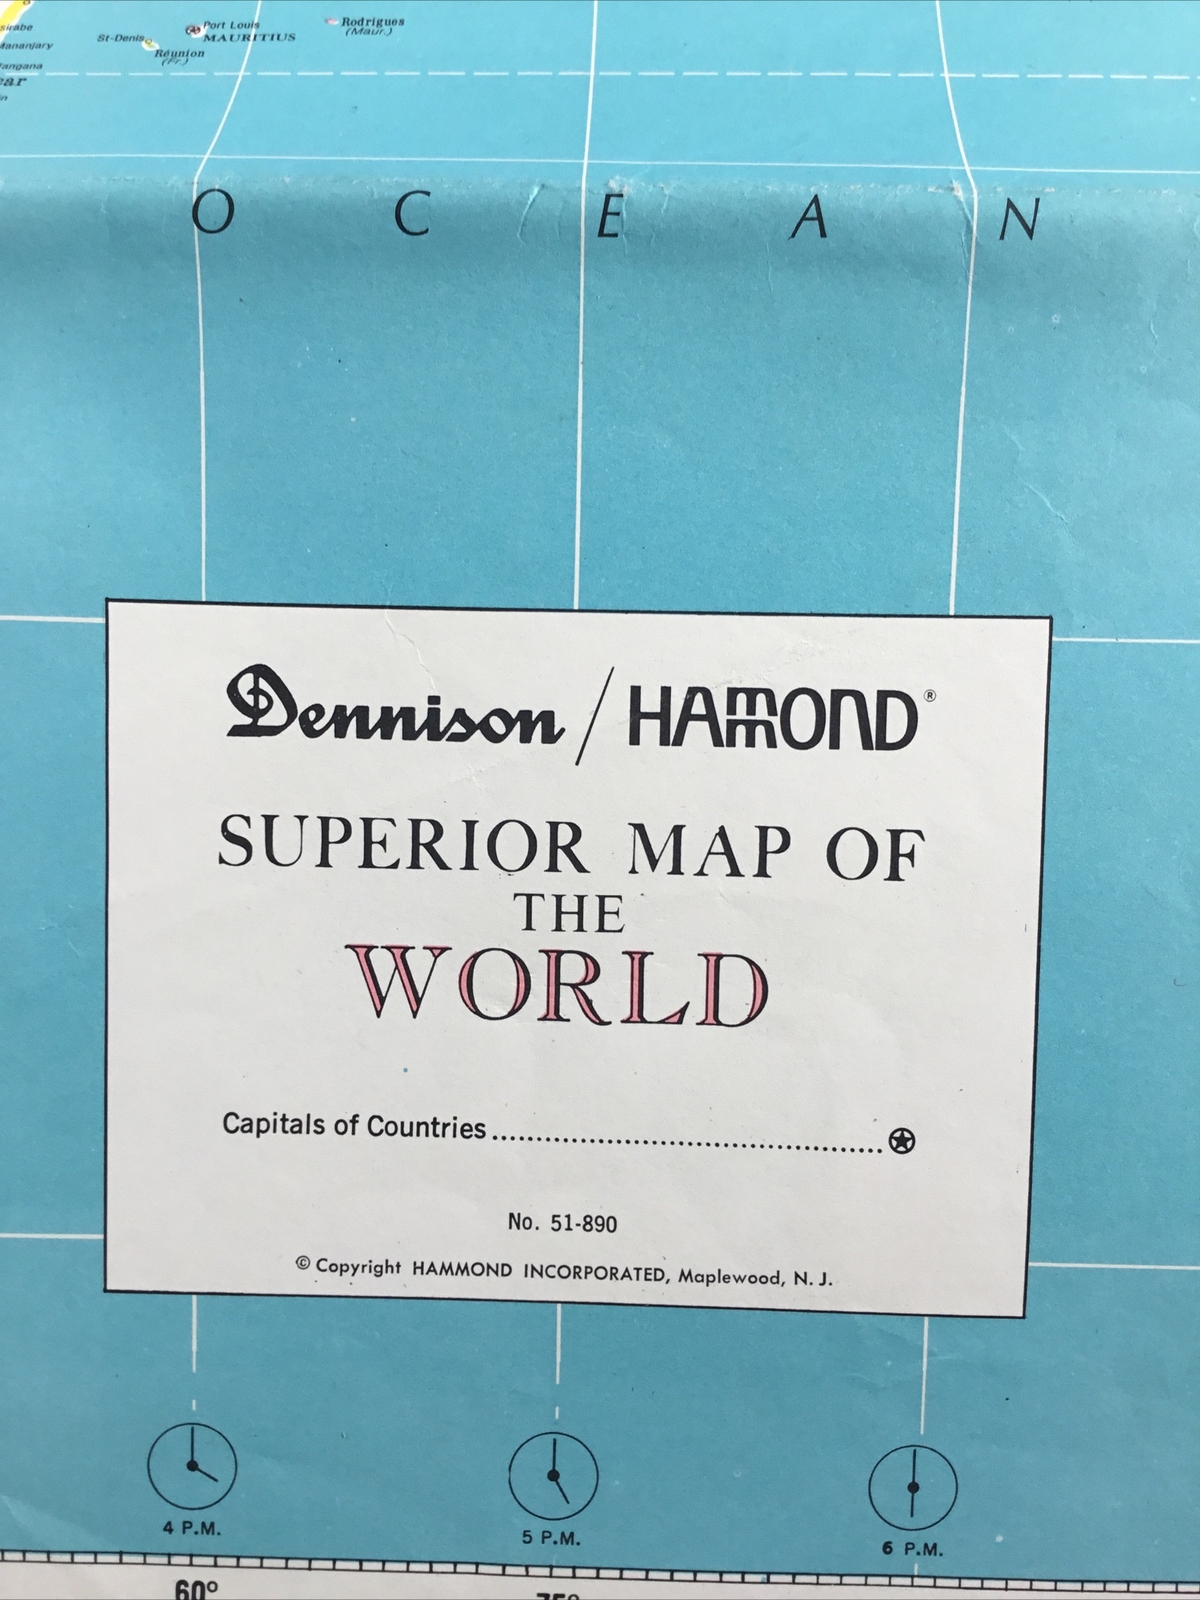 Port Louis
MAURITIUS
Rodrigues
(Maur.)
St-Denis
Réunion
(Fr.)
O C E A N
Dennison / HAMMOND®
SUPERIOR MAP OF
THE
WORLD
Capitals of Countries
No. 51-890
© Copyright HAMMOND INCORPORATED, Maplewood, N. J.
4 P.M.
5 P.M.
6 P.M.
60°